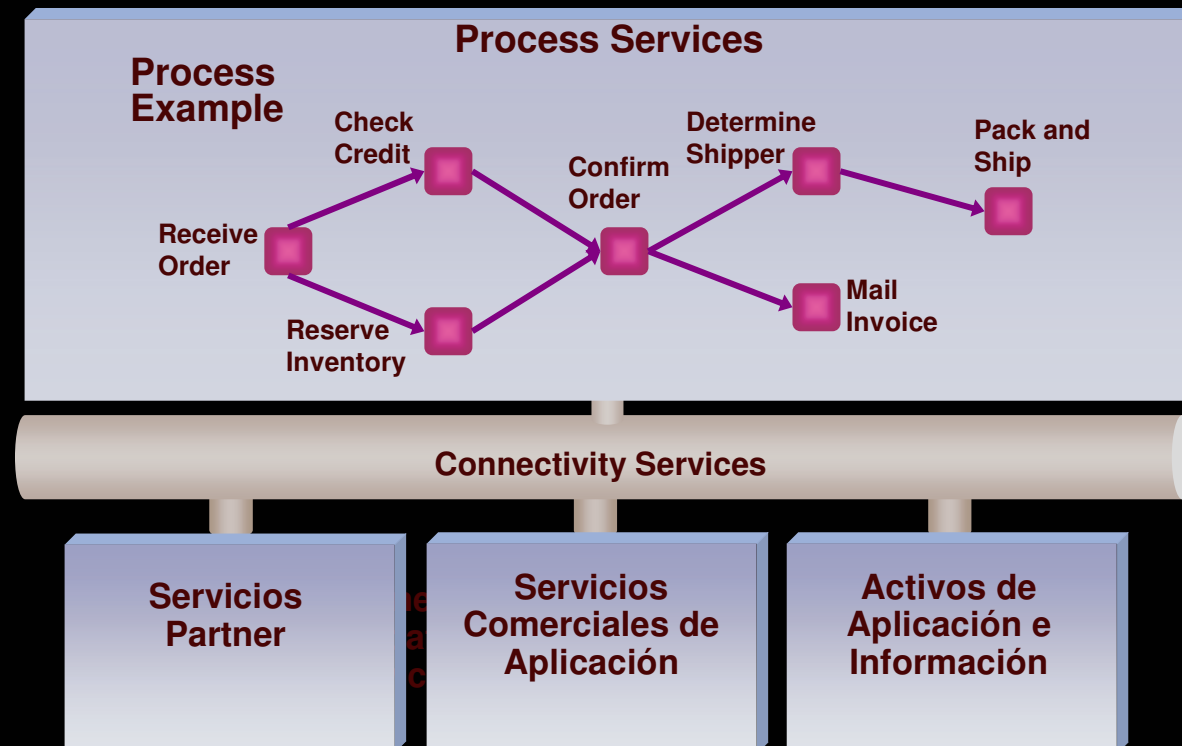 Process Services
Process
Example
Check
Credit
Determine
Shipper
Pack and
Ship
Confirm
Order
Receive
Order
Reserve
Inventory
Mail
Invoice
Connectivity Services
Servicios
Partner
Servicios
Comerciales de
Aplicación
Activos de
Aplicación e
Información